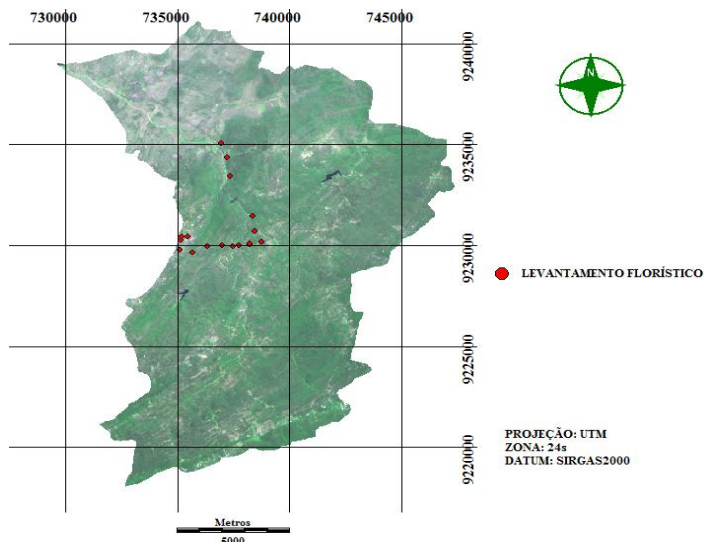 730000 735000 740000 745000
9240000
9235000
9230000
9225000
9220000
N
LEVANTAMENTO FLORÍSTICO
PROJEÇÃO: UTM
ZONA: 24s
DATUM: SIRGAS2000
Metros
5000